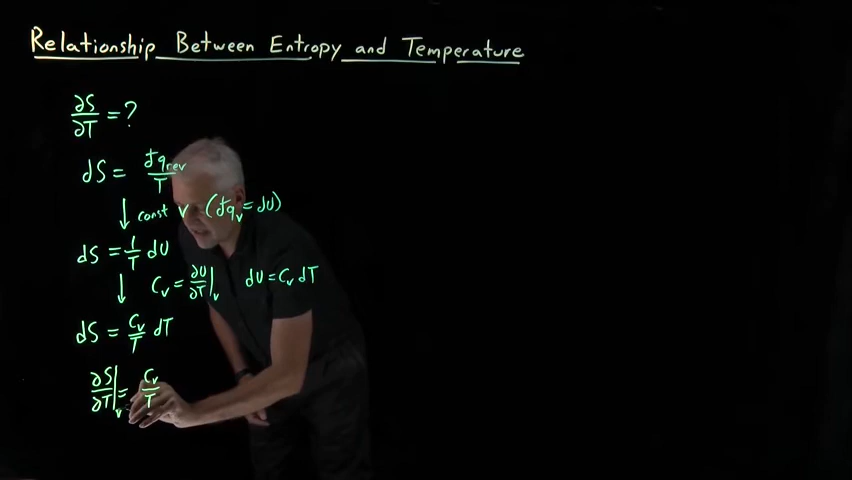 Relationship Between Entropy and Temperature
∂S/∂T = ?
dS = đq_rev/T
↓ const V (đq_v = dU)
dS = 1/T dU
↓ C_v = ∂U/∂T|_v dU = C_v dT
dS = C_v/T dT
∂S/∂T|_v = C_v/T